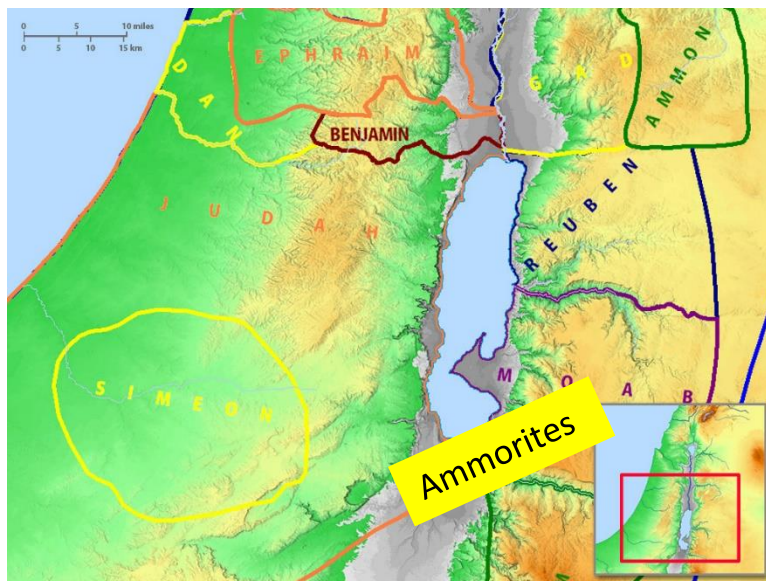 0 5 10 miles
0 5 10 15 km
EPHRAIM
DAN
GAD
AMMON
BENJAMIN
JUDAH
REUBEN
SIMEON
MOAB
Ammorites